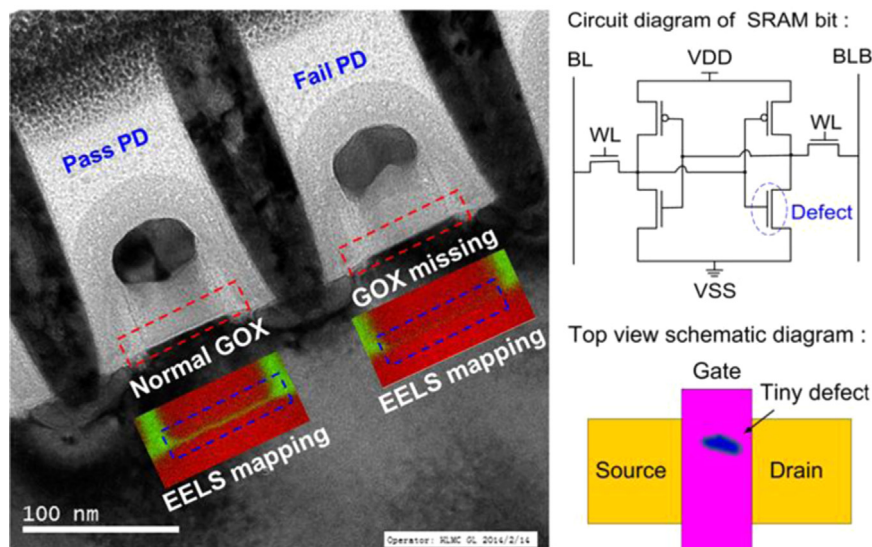 Pass PD
Fail PD
Normal GOX
GOX missing
EELS mapping
EELS mapping
100 nm
Operator: HLMC GL 2014/2/14
Circuit diagram of SRAM bit :
BL
VDD
BLB
WL
WL
Defect
VSS
Top view schematic diagram :
Gate
Tiny defect
Source
Drain